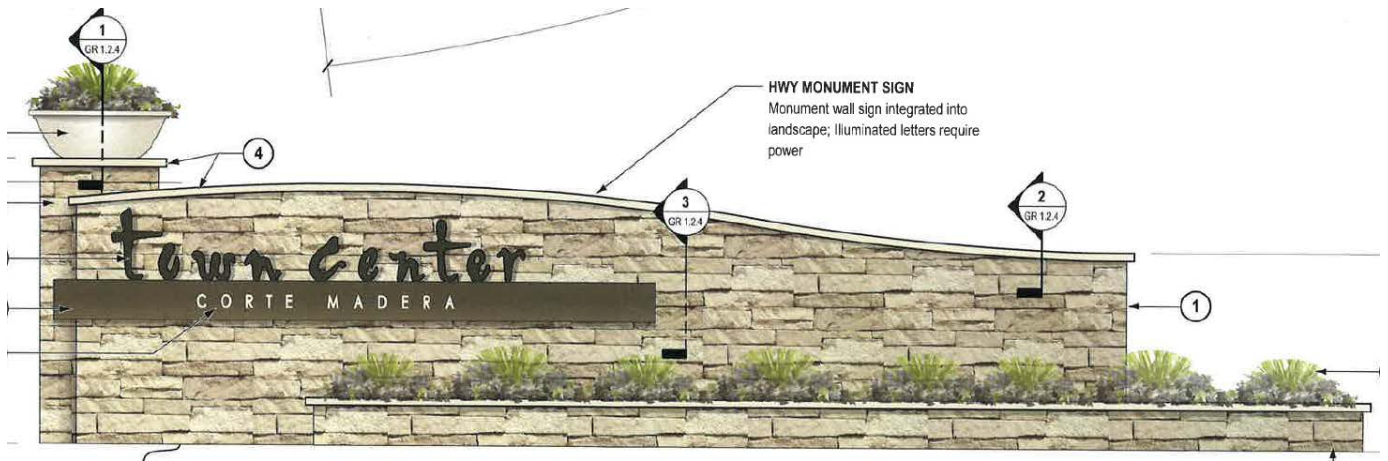 1
GR 1.2.4
HWY MONUMENT SIGN
Monument wall sign integrated into
landscape; Illuminated letters require
power
4
3
GR 1.2.4
2
GR 1.2.4
town center
CORTE MADERA
1